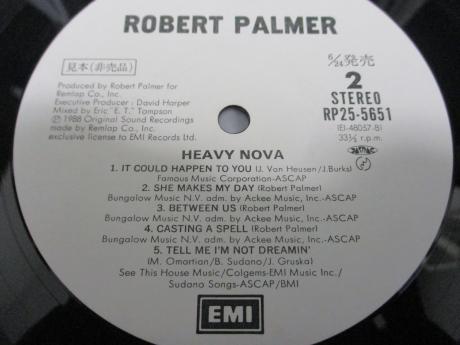 ROBERT PALMER
見本(非売品)
5/24発売
Produced by Robert Palmer for
Remlap Co., Inc.
Executive Producer : David Harper
Mixed by Eric "E. T." Tompson
Ⓟ 1988 Original Sound Recordings
made by Remlap Co., Inc.
exclusive license to EMI Records Ltd.
2
STEREO
RP25-5651
(EJ-48057-B)
33⅓ r.p.m.
JASRAC
HEAVY NOVA
1. IT COULD HAPPEN TO YOU (J. Van Heusen/J.Burks)
Famous Music Corporation-ASCAP
2. SHE MAKES MY DAY (Robert Palmer)
Bungalow Music N.V. adm. by Ackee Music, Inc.-ASCAP
3. BETWEEN US (Robert Palmer)
Bungalow Music N.V. adm. by Ackee Music, Inc.-ASCAP
4. CASTING A SPELL (Robert Palmer)
Bungalow Music N.V. adm. by Ackee Music, Inc.-ASCAP
5. TELL ME I'M NOT DREAMIN'
(M. Omartian/B. Sudano/J. Gruska)
See This House Music/Colgems-EMI Music Inc./
Sudano Songs-ASCAP/BMI
EMI